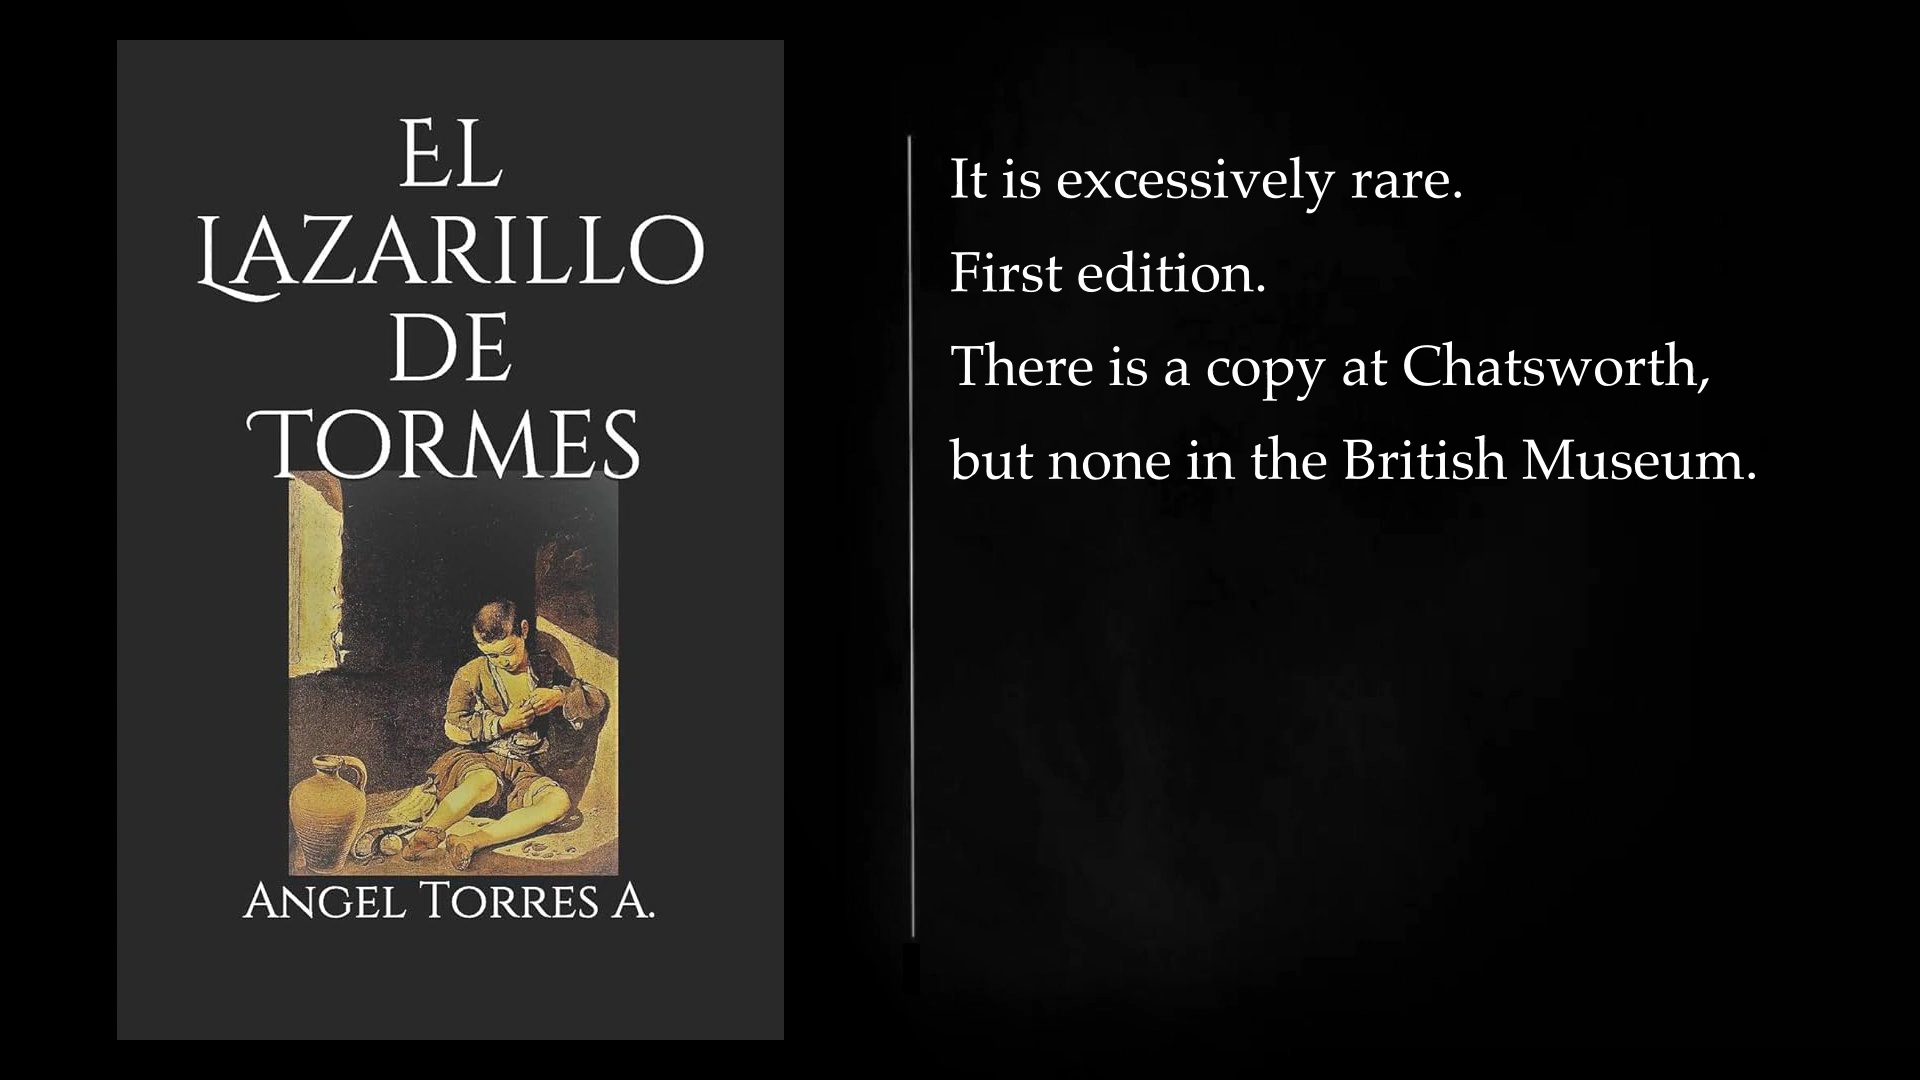 EL
LAZARILLO
DE
TORMES
ANGEL TORRES A.
It is excessively rare.
First edition.
There is a copy at Chatsworth,
but none in the British Museum.